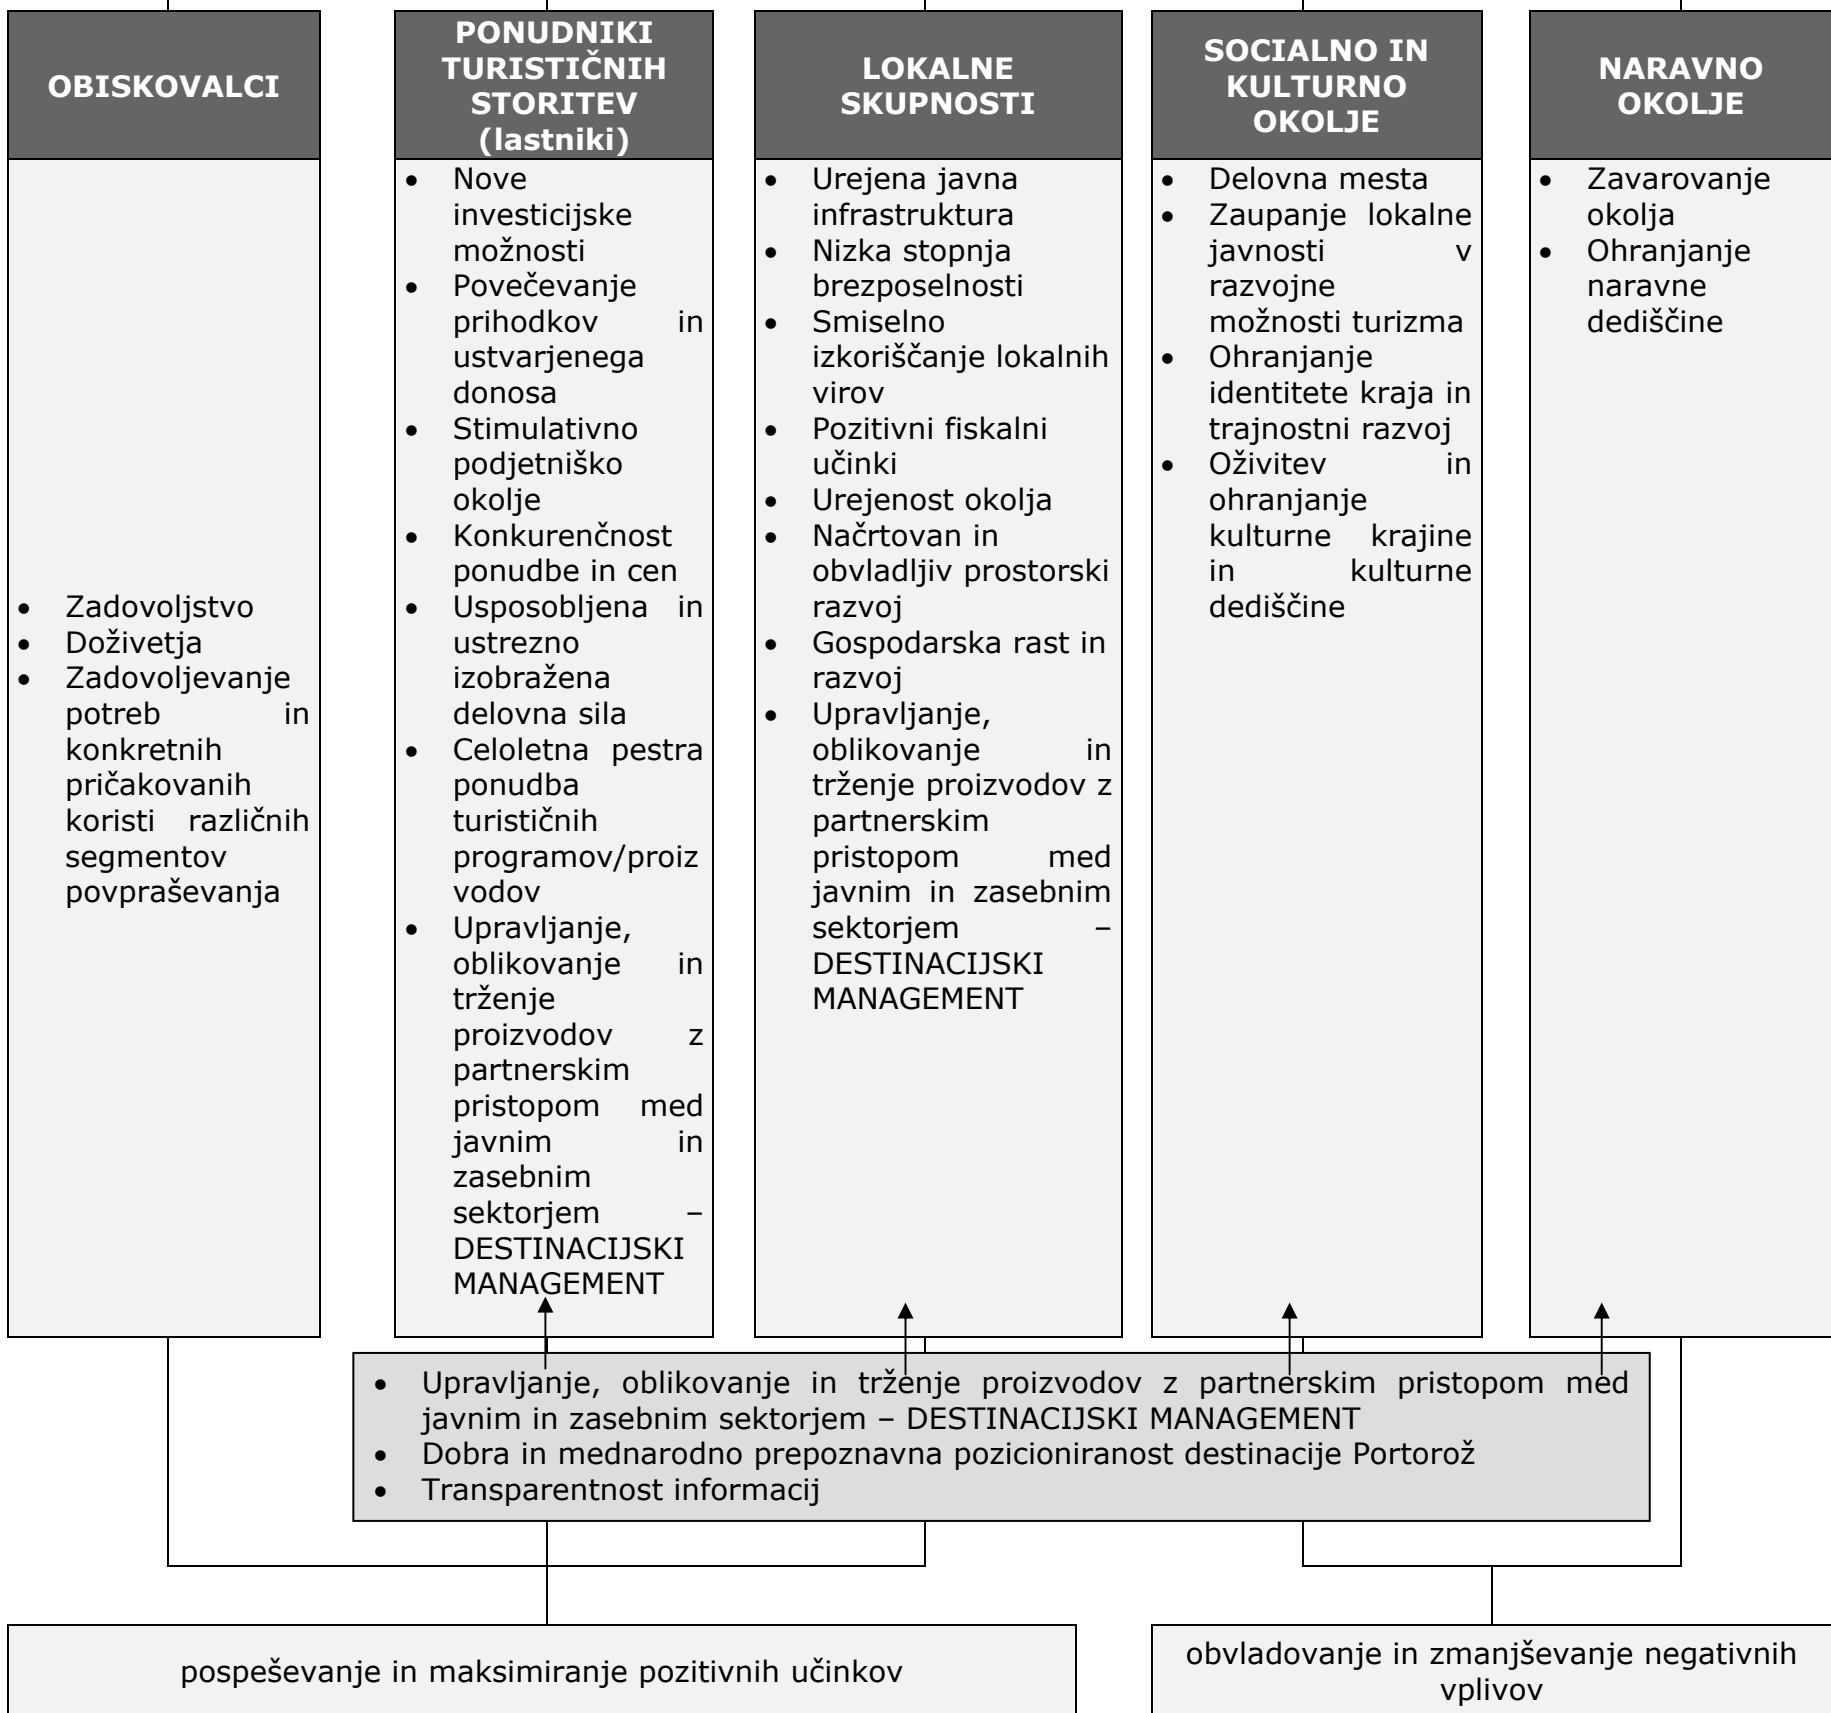 OBISKOVALCI
• Zadovoljstvo
• Doživetja
• Zadovoljevanje
potreb in
konkretnih
pričakovanih
koristi različnih
segmentov
povpraševanja
PONUDNIKI
TURISTIČNIH
STORITEV
(lastniki)
• Nove
investicijske
možnosti
• Povečevanje
prihodkov in
ustvarjenega
donosa
• Stimulativno
podjetniško
okolje
• Konkurenčnost
ponudbe in cen
• Usposobljena in
ustrezno
izobražena
delovna sila
• Celoletna pestra
ponudba
turističnih
programov/proiz
vodov
• Upravljanje,
oblikovanje in
trženje
proizvodov z
partnerskim
pristopom med
javnim in
zasebnim
sektorjem –
DESTINACIJSKI
MANAGEMENT
LOKALNE
SKUPNOSTI
• Urejena javna
infrastruktura
• Nizka stopnja
brezposelnosti
• Smiselno
izkoriščanje lokalnih
virov
• Pozitivni fiskalni
učinki
• Urejenost okolja
• Načrtovan in
obvladljiv prostorski
razvoj
• Gospodarska rast in
razvoj
• Upravljanje,
oblikovanje in
trženje proizvodov z
partnerskim
pristopom med
javnim in zasebnim
sektorjem –
DESTINACIJSKI
MANAGEMENT
SOCIALNO IN
KULTURNO
OKOLJE
• Delovna mesta
• Zaupanje lokalne
javnosti v
razvojne
možnosti turizma
• Ohranjanje
identitete kraja in
trajnostni razvoj
• Oživitev in
ohranjanje
kulturne krajine
in kulturne
dediščine
NARAVNO
OKOLJE
• Zavarovanje
okolja
• Ohranjanje
naravne
dediščine
• Upravljanje, oblikovanje in trženje proizvodov z partnerskim pristopom med
javnim in zasebnim sektorjem – DESTINACIJSKI MANAGEMENT
• Dobra in mednarodno prepoznavna pozicioniranost destinacije Portorož
• Transparentnost informacij
pospeševanje in maksimiranje pozitivnih učinkov
obvladovanje in zmanjševanje negativnih
vplivov